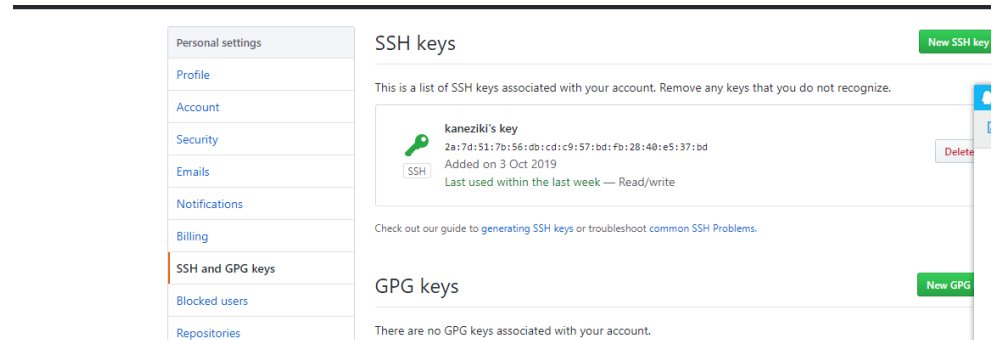 Personal settings
Profile
Account
Security
Emails
Notifications
Billing
SSH and GPG keys
Blocked users
Repositories
SSH keys
New SSH key
This is a list of SSH keys associated with your account. Remove any keys that you do not recognize.
kaneziki's key
2a:7d:51:7b:56:db:cd:c9:57:bd:fb:28:40:e5:37:bd
Added on 3 Oct 2019
Last used within the last week — Read/write
SSH
Delete
Check out our guide to generating SSH keys or troubleshoot common SSH Problems.
GPG keys
New GPG
There are no GPG keys associated with your account.